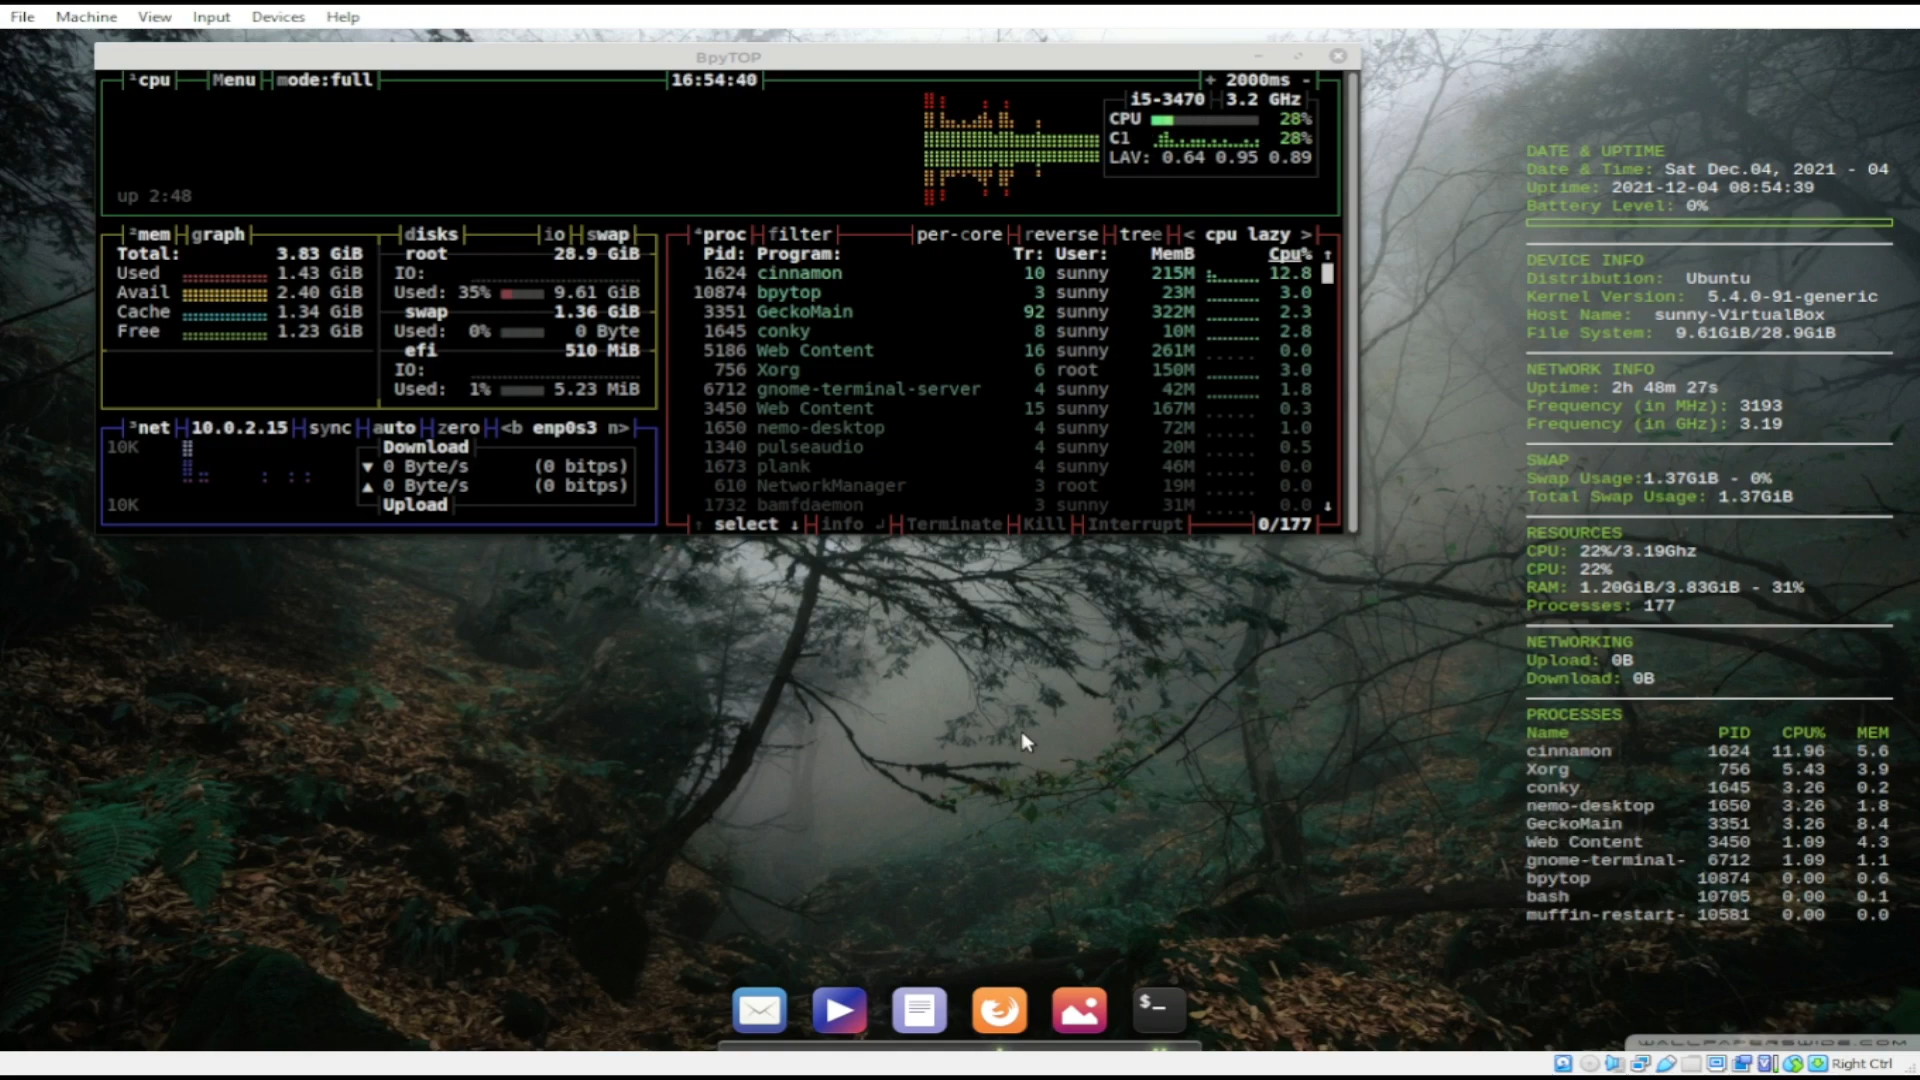 File Machine View Input Devices Help
BpyTOP
¹cpu Menu mode:full 16:54:40 + 2000ms -
i5-3470 3.2 GHz
CPU 28%
C1 28%
LAV: 0.64 0.95 0.89
up 2:48
²mem graph disks io swap
Total: 3.83 GiB root 28.9 GiB
Used 1.43 GiB IO:
Avail 2.40 GiB Used: 35% 9.61 GiB
Cache 1.34 GiB swap 1.36 GiB
Free 1.23 GiB Used: 0% 0 Byte
efi 510 MiB
IO:
Used: 1% 5.23 MiB
³net 10.0.2.15 sync auto zero <b enp0s3 n>
10K Download
▼ 0 Byte/s (0 bitps)
▲ 0 Byte/s (0 bitps)
10K Upload
⁴proc filter per-core reverse tree < cpu lazy >
Pid: Program: Tr: User: MemB Cpu% ↑
1624 cinnamon 10 sunny 215M 12.8
10874 bpytop 3 sunny 23M 3.0
3351 GeckoMain 92 sunny 322M 2.3
1645 conky 8 sunny 10M 2.8
5186 Web Content 16 sunny 261M 0.0
756 Xorg 6 root 150M 3.0
6712 gnome-terminal-server 4 sunny 42M 1.8
3450 Web Content 15 sunny 167M 0.3
1650 nemo-desktop 4 sunny 72M 1.0
1340 pulseaudio 4 sunny 20M 0.5
1673 plank 4 sunny 46M 0.0
610 NetworkManager 3 root 19M 0.0
1732 bamfdaemon 4 sunny 31M 0.0 ↓
↑ select ↓ info ↲ Terminate Kill Interrupt 0/177
DATE & UPTIME
Date & Time: Sat Dec.04, 2021 - 04
Uptime: 2021-12-04 08:54:39
Battery Level: 0%
DEVICE INFO
Distribution: Ubuntu
Kernel Version: 5.4.0-91-generic
Host Name: sunny-VirtualBox
File System: 9.61GiB/28.9GiB
NETWORK INFO
Uptime: 2h 48m 27s
Frequency (in MHz): 3193
Frequency (in GHz): 3.19
SWAP
Swap Usage:1.37GiB - 0%
Total Swap Usage: 1.37GiB
RESOURCES
CPU: 22%/3.19Ghz
CPU: 22%
RAM: 1.20GiB/3.83GiB - 31%
Processes: 177
NETWORKING
Upload: 0B
Download: 0B
PROCESSES
Name PID CPU% MEM
cinnamon 1624 11.96 5.6
Xorg 756 5.43 3.9
conky 1645 3.26 0.2
nemo-desktop 1650 3.26 1.8
GeckoMain 3351 3.26 8.4
Web Content 3450 1.09 4.3
gnome-terminal- 6712 1.09 1.1
bpytop 10874 0.00 0.6
bash 10705 0.00 0.1
muffin-restart- 10581 0.00 0.0
$_
WALLPAPERSWIDE.COM
Right Ctrl